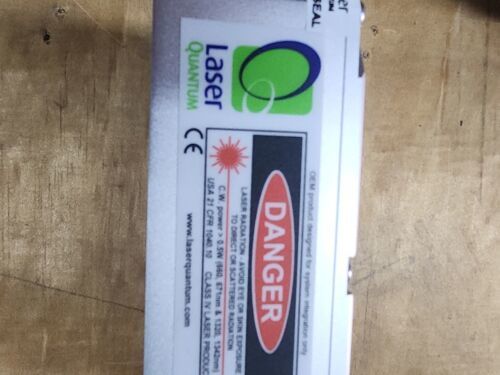 SEAL
Laser
QUANTUM
CE
OEM product designed for system integration only
DANGER
LASER RADIATION - AVOID EYE OR SKIN EXPOSURE
TO DIRECT OR SCATTERED RADIATION
C.W. power > 0.5W (660, 671nm & 1320, 1342nm)
USA 21 CFR 1040.10 CLASS IV LASER PRODUC
www.laserquantum.com